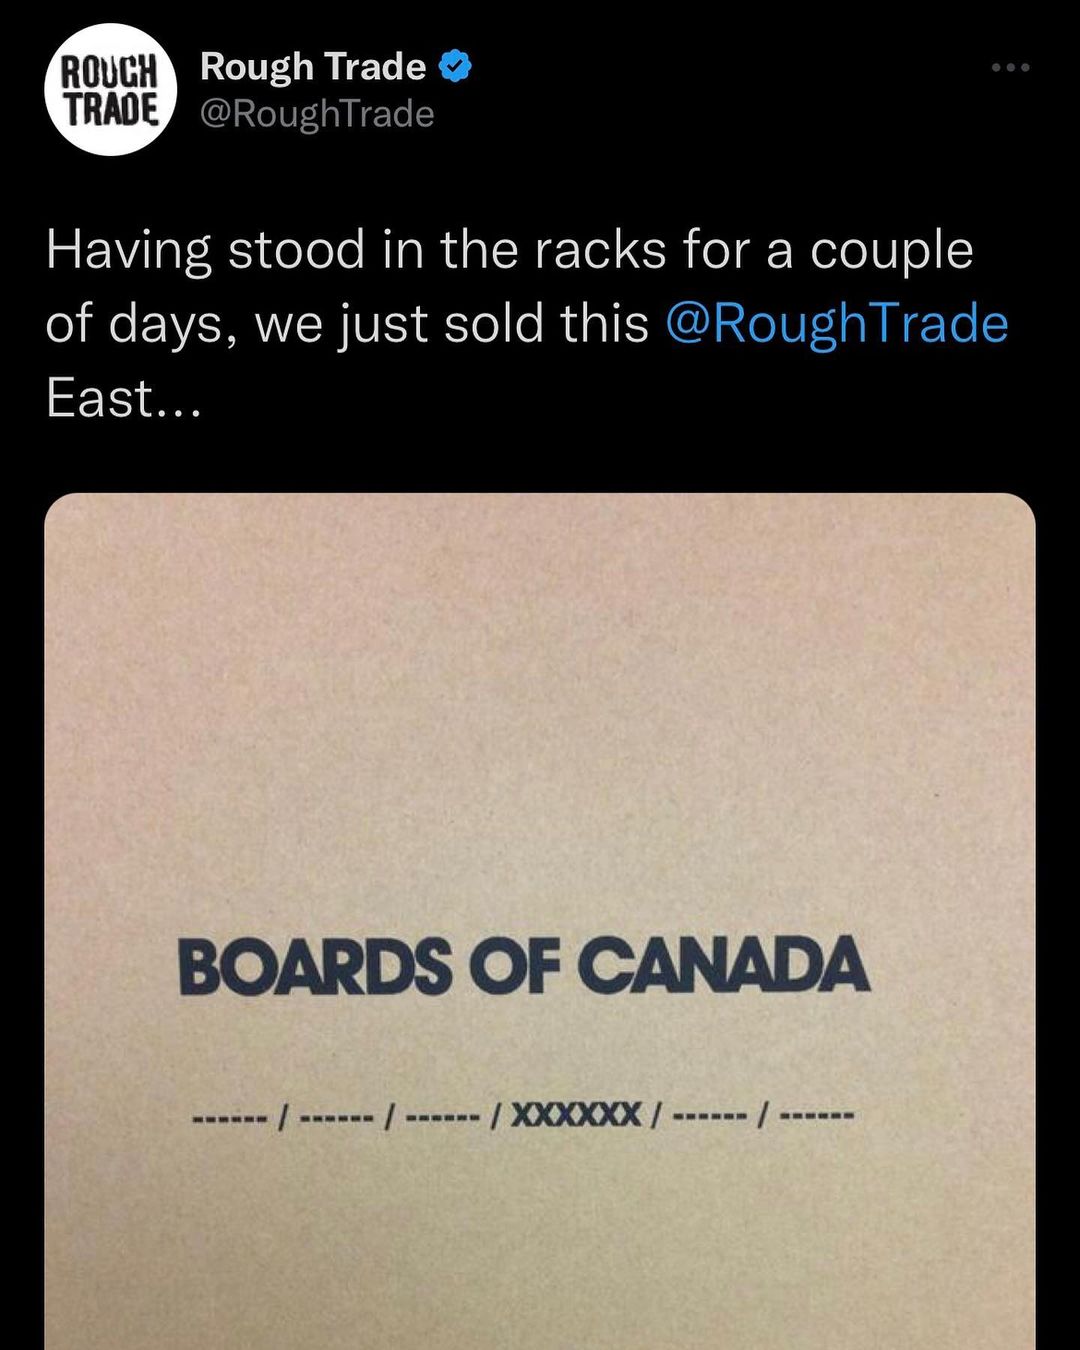 ROUGH
TRADE
Rough Trade
@RoughTrade
Having stood in the racks for a couple
of days, we just sold this @RoughTrade
East...
BOARDS OF CANADA
------ / ------ / ------ / XXXXXX / ------ / ------